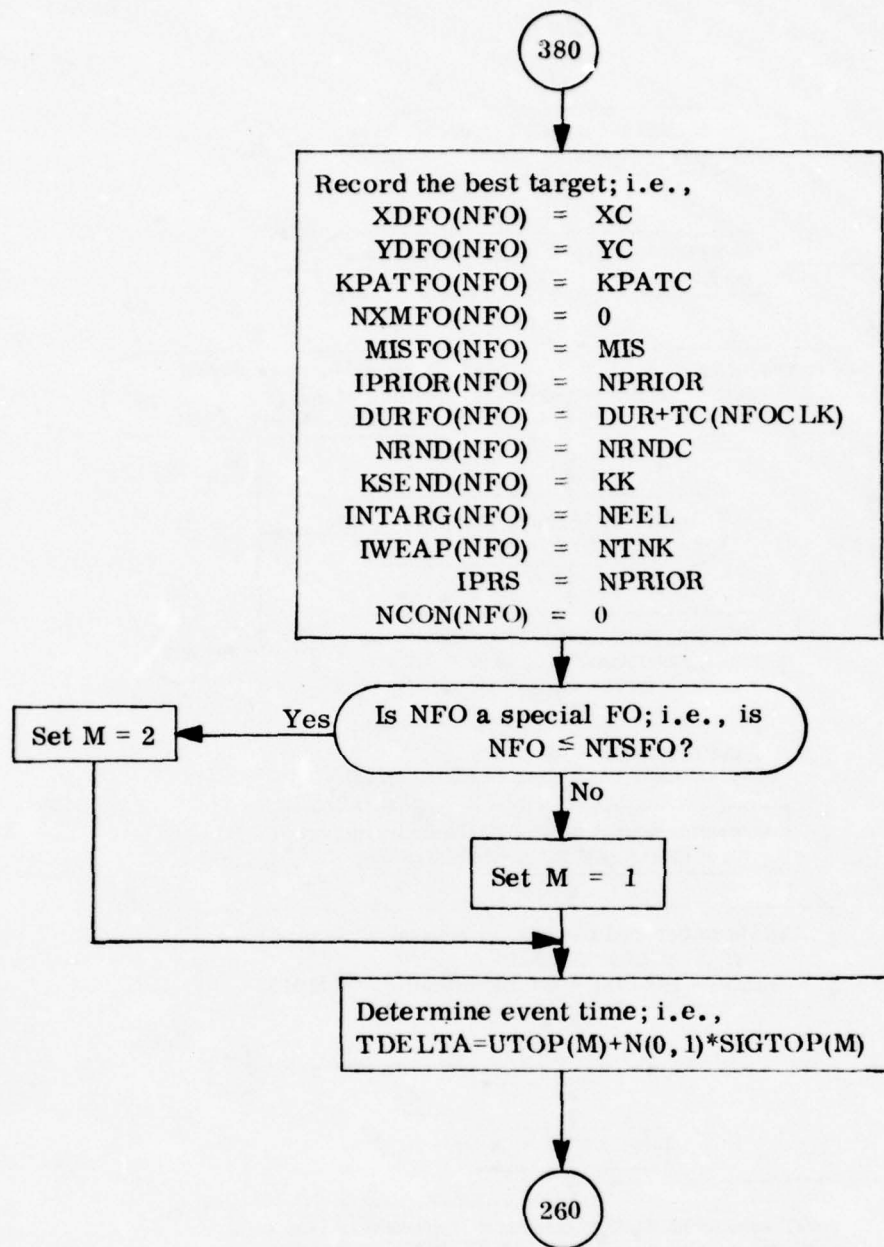 380
Record the best target; i.e.,
XDFO(NFO) = XC
YDFO(NFO) = YC
KPATFO(NFO) = KPATC
NXMFO(NFO) = 0
MISFO(NFO) = MIS
IPRIOR(NFO) = NPRIOR
DURFO(NFO) = DUR+TC(NFOCLK)
NRND(NFO) = NRNDC
KSEND(NFO) = KK
INTARG(NFO) = NEEL
IWEAP(NFO) = NTNK
IPRS = NPRIOR
NCON(NFO) = 0
Is NFO a special FO; i.e., is
NFO ≤ NTSFO?
Yes
Set M = 2
No
Set M = 1
Determine event time; i.e.,
TDELTA=UTOP(M)+N(0,1)*SIGTOP(M)
260